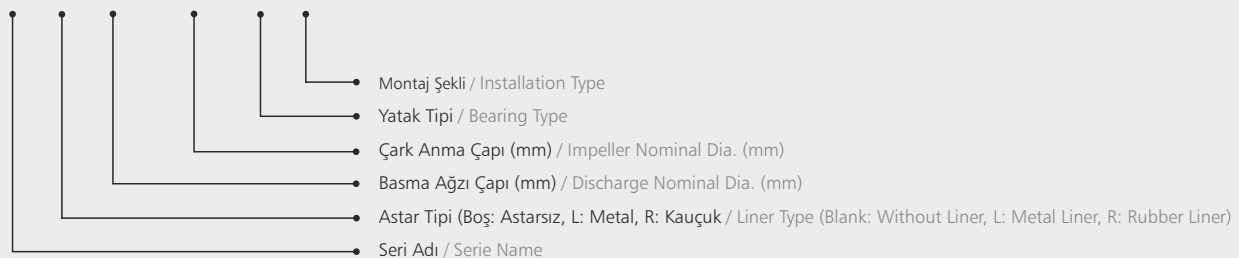 Montaj Şekli / Installation Type
Yatak Tipi / Bearing Type
Çark Anma Çapı (mm) / Impeller Nominal Dia. (mm)
Basma Ağzı Çapı (mm) / Discharge Nominal Dia. (mm)
Astar Tipi (Boş: Astarsız, L: Metal, R: Kauçuk / Liner Type (Blank: Without Liner, L: Metal Liner, R: Rubber Liner)
Seri Adı / Serie Name